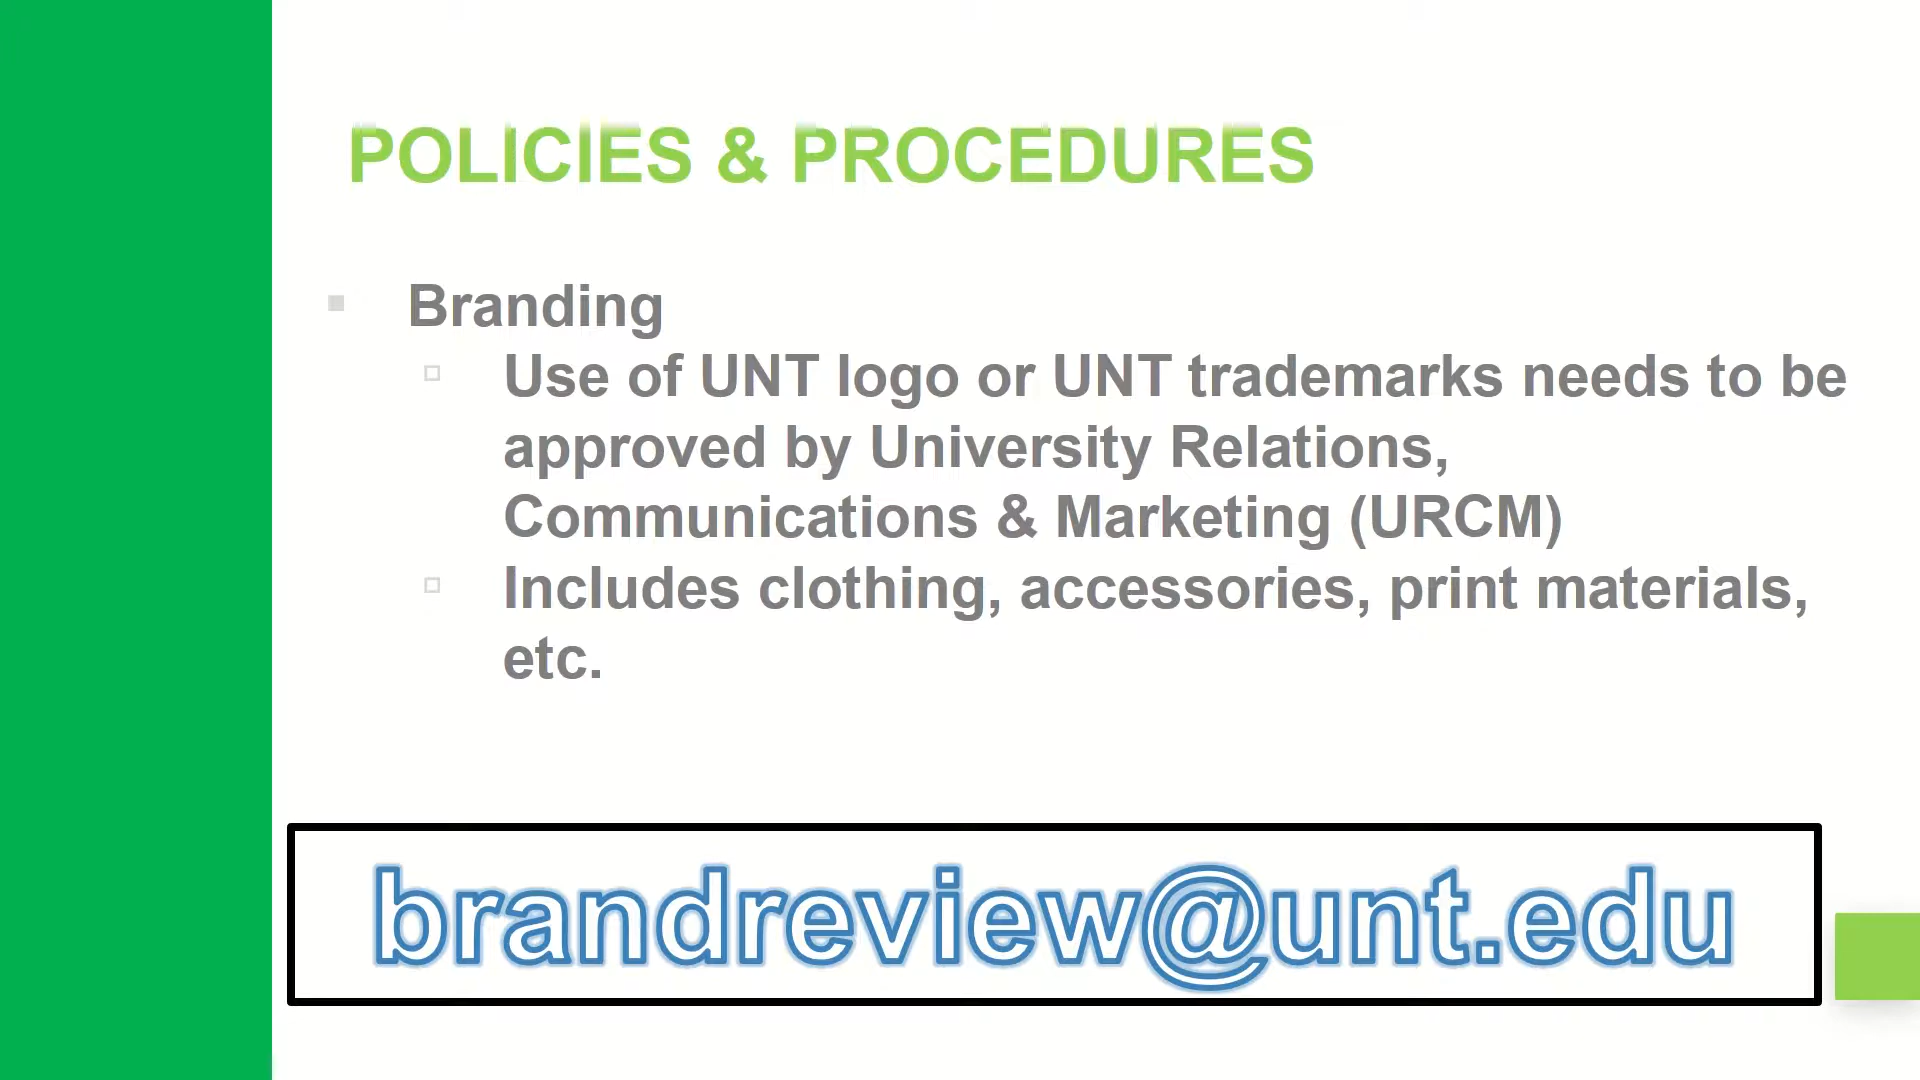 POLICIES & PROCEDURES
Branding
Use of UNT logo or UNT trademarks needs to be
approved by University Relations,
Communications & Marketing (URCM)
Includes clothing, accessories, print materials,
etc.
brandreview@unt.edu